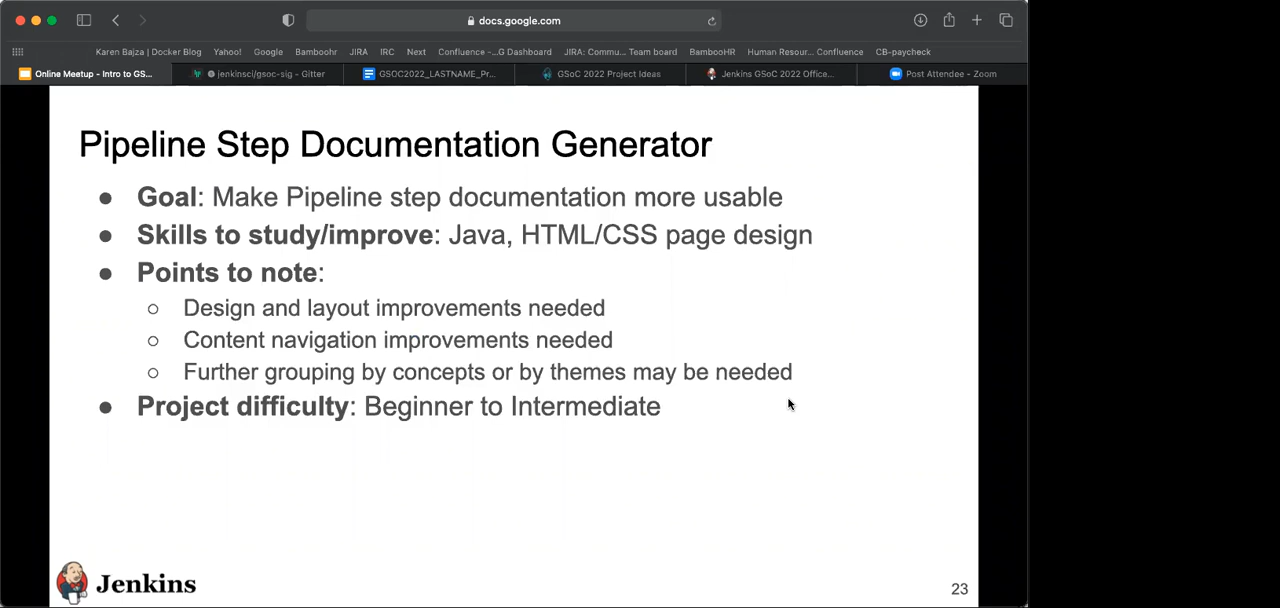 docs.google.com
Karen Bajza | Docker Blog Yahoo! Google Bamboohr JIRA IRC Next Confluence -...G Dashboard JIRA: Commu... Team board BambooHR Human Resour... Confluence CB-paycheck
Online Meetup - Intro to GS... jenkinsci/gsoc-sig - Gitter GSOC2022_LASTNAME_Pr... GSoC 2022 Project Ideas Jenkins GSoC 2022 Office... Post Attendee - Zoom
Pipeline Step Documentation Generator
● Goal: Make Pipeline step documentation more usable
● Skills to study/improve: Java, HTML/CSS page design
● Points to note:
○ Design and layout improvements needed
○ Content navigation improvements needed
○ Further grouping by concepts or by themes may be needed
● Project difficulty: Beginner to Intermediate
Jenkins
23